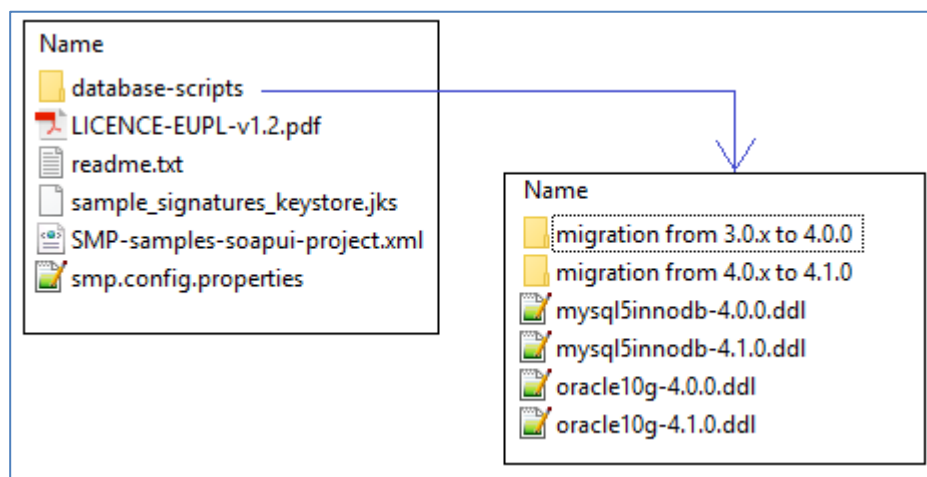 Name
database-scripts
LICENCE-EUPL-v1.2.pdf
readme.txt
sample_signatures_keystore.jks
SMP-samples-soapui-project.xml
smp.config.properties
Name
migration from 3.0.x to 4.0.0
migration from 4.0.x to 4.1.0
mysql5innodb-4.0.0.ddl
mysql5innodb-4.1.0.ddl
oracle10g-4.0.0.ddl
oracle10g-4.1.0.ddl